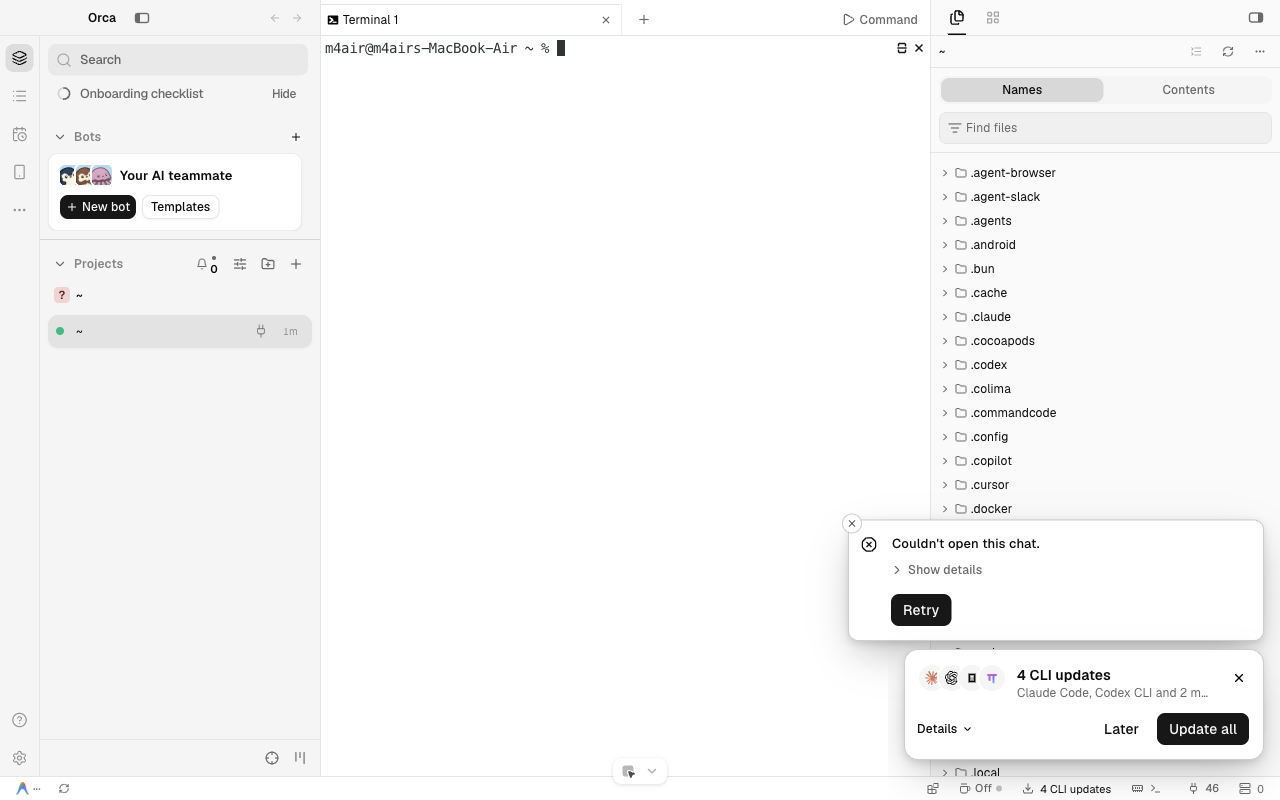 Orca
Terminal 1
Command
Search
Onboarding checklist
Hide
Bots
Your AI teammate
New bot
Templates
Projects
0
? ~
~
1m
m4air@m4airs-MacBook-Air ~ %
~
Names
Contents
Find files
.agent-browser
.agent-slack
.agents
.android
.bun
.cache
.claude
.cocoapods
.codex
.colima
.commandcode
.config
.copilot
.cursor
.docker
Couldn't open this chat.
Show details
Retry
4 CLI updates
Claude Code, Codex CLI and 2 m...
Details
Later
Update all
.local
Off
4 CLI updates
46
0